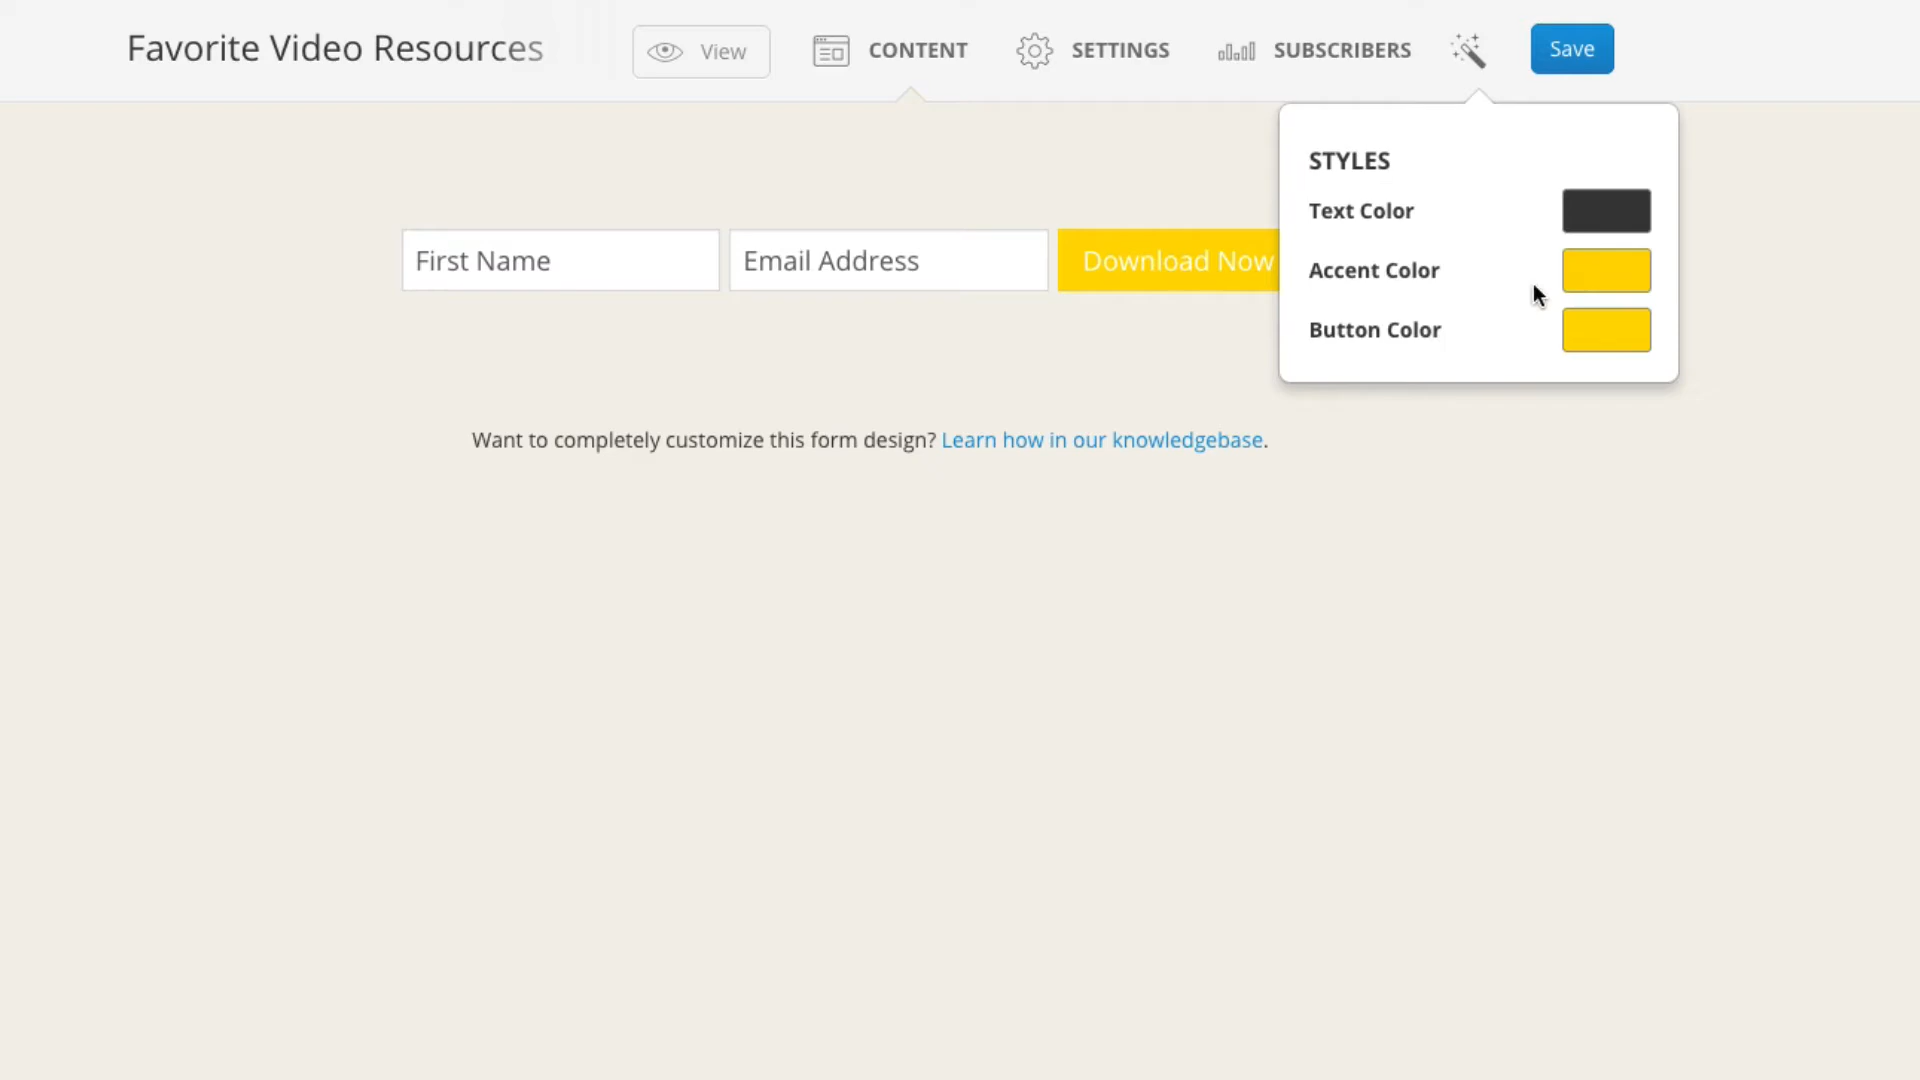 Favorite Video Resources
View
CONTENT
SETTINGS
SUBSCRIBERS
Save
STYLES
Text Color
Accent Color
Button Color
First Name
Email Address
Download Now
Want to completely customize this form design? Learn how in our knowledgebase.